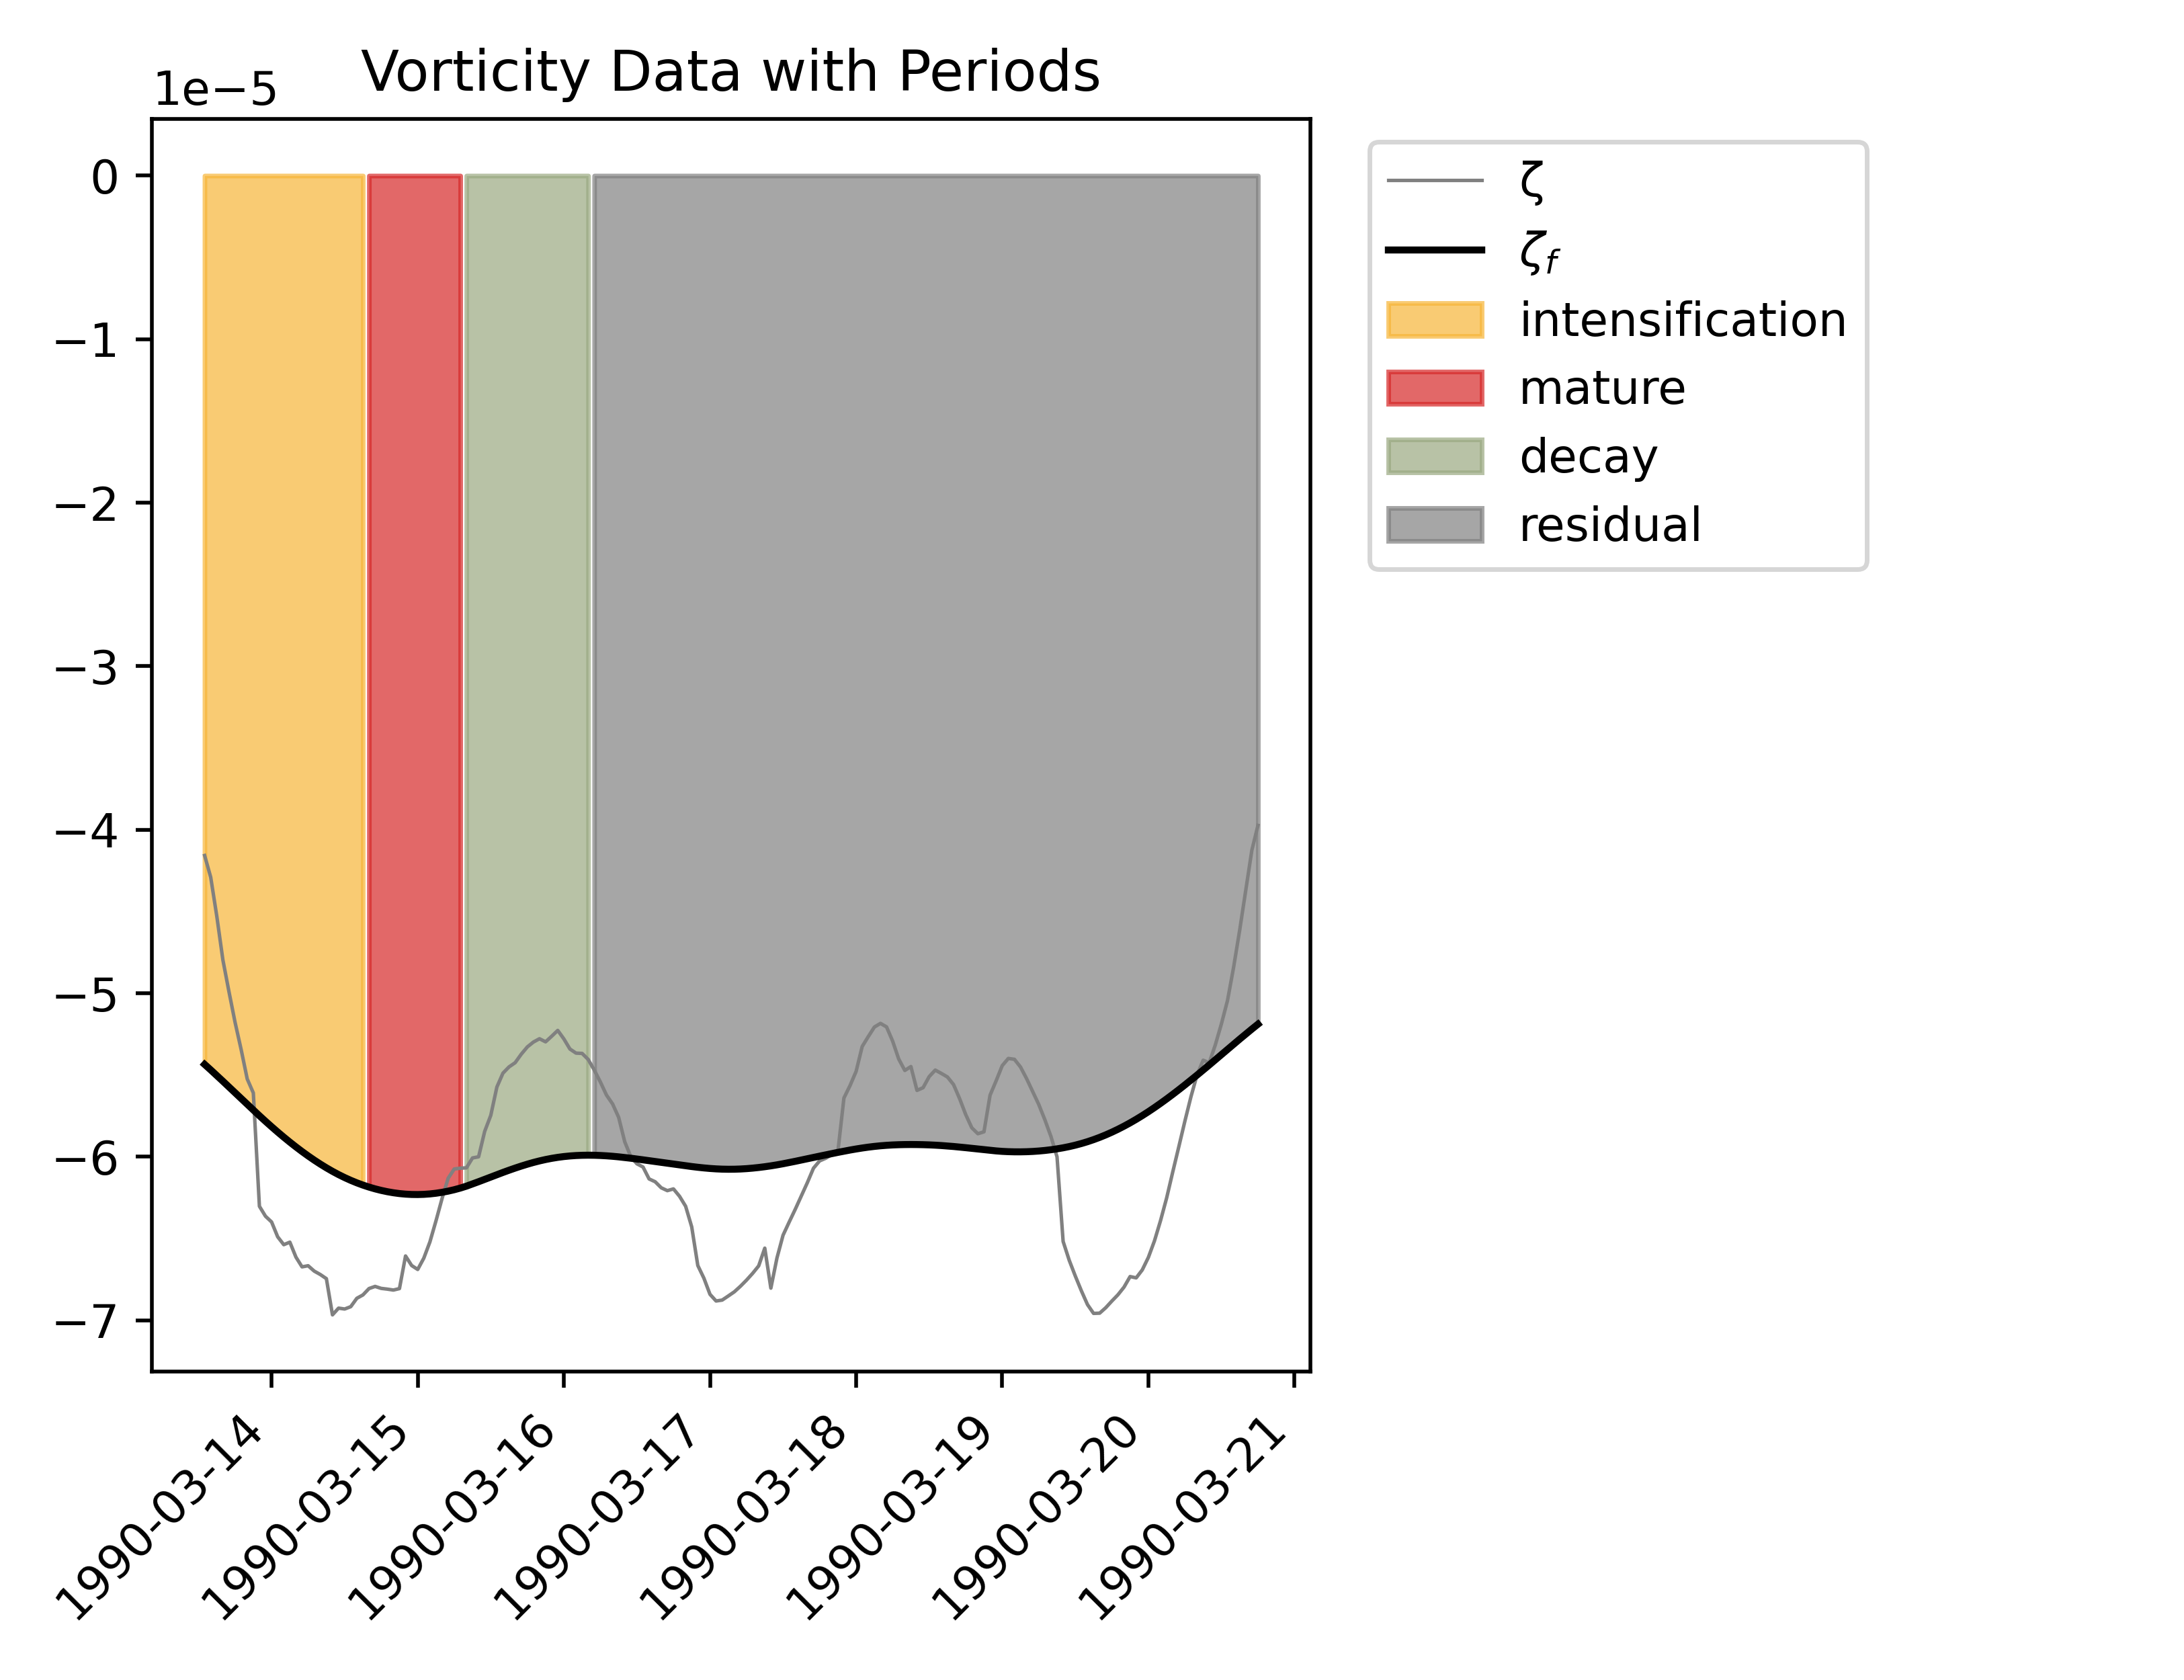 Vorticity Data with Periods
1e−5
0
−1
−2
−3
−4
−5
−6
−7
1990-03-14
1990-03-15
1990-03-16
1990-03-17
1990-03-18
1990-03-19
1990-03-20
1990-03-21
ζ
ζf
intensification
mature
decay
residual